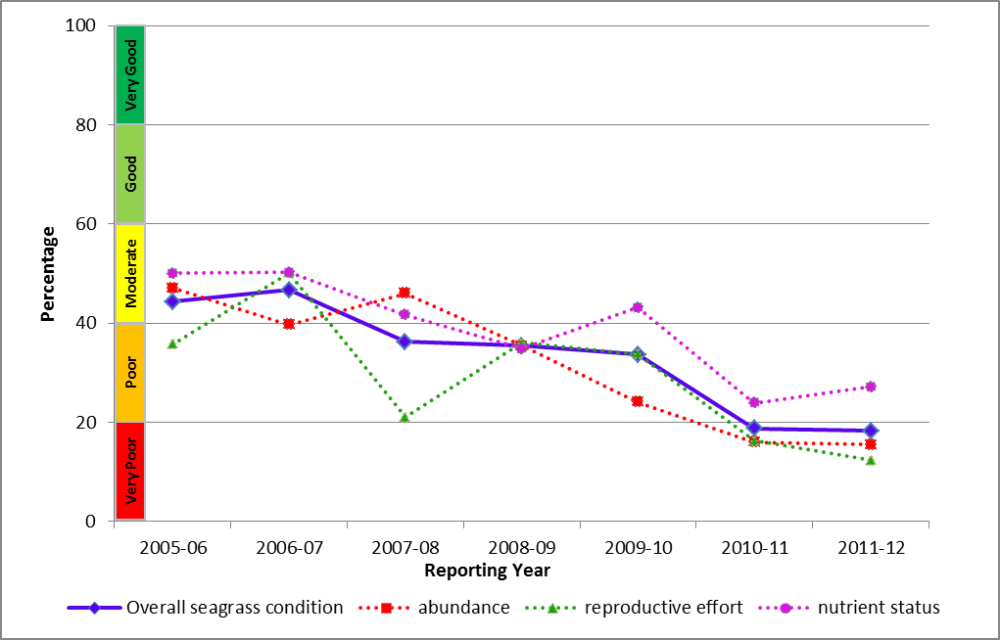 100
80
60
40
20
0
Percentage
Very Good
Good
Moderate
Poor
Very Poor
2005-06 2006-07 2007-08 2008-09 2009-10 2010-11 2011-12
Reporting Year
Overall seagrass condition abundance reproductive effort nutrient status